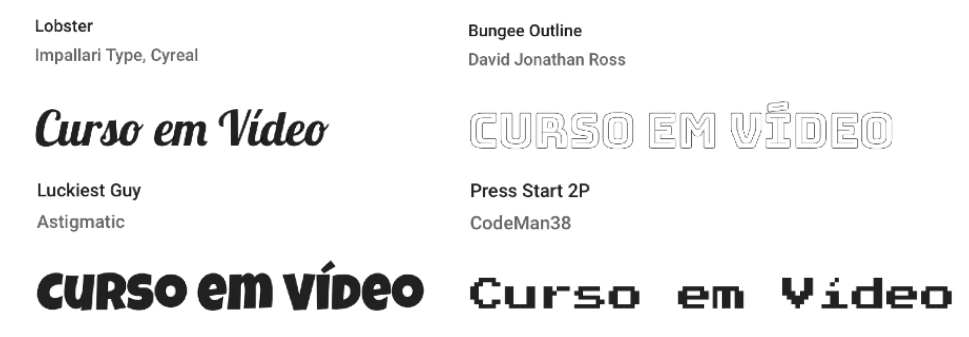 Lobster
Impallari Type, Cyreal
Curso em Vídeo
Bungee Outline
David Jonathan Ross
CURSO EM VÍDEO
Luckiest Guy
Astigmatic
CURSO EM VÍDEO
Press Start 2P
CodeMan38
Curso em Vídeo